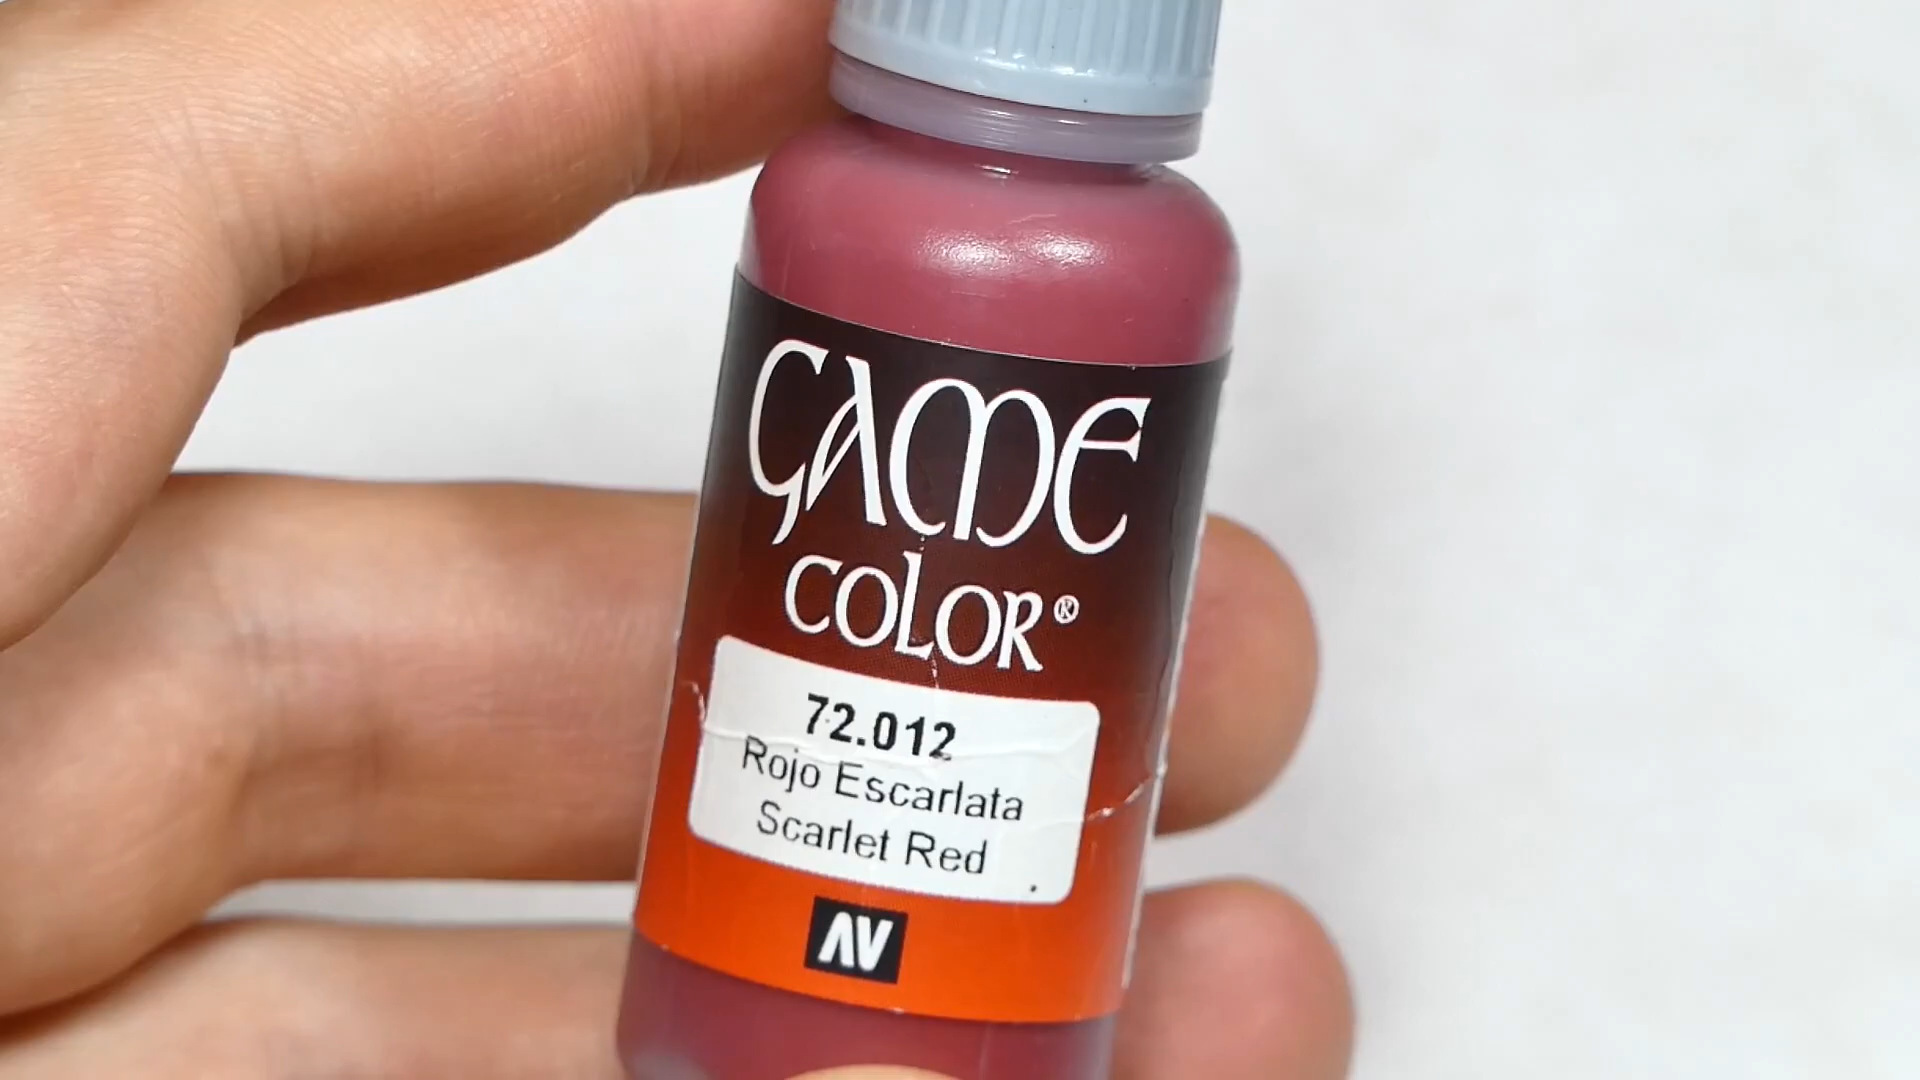 GAME
COLOR®
72.012
Rojo Escarlata
Scarlet Red
AV